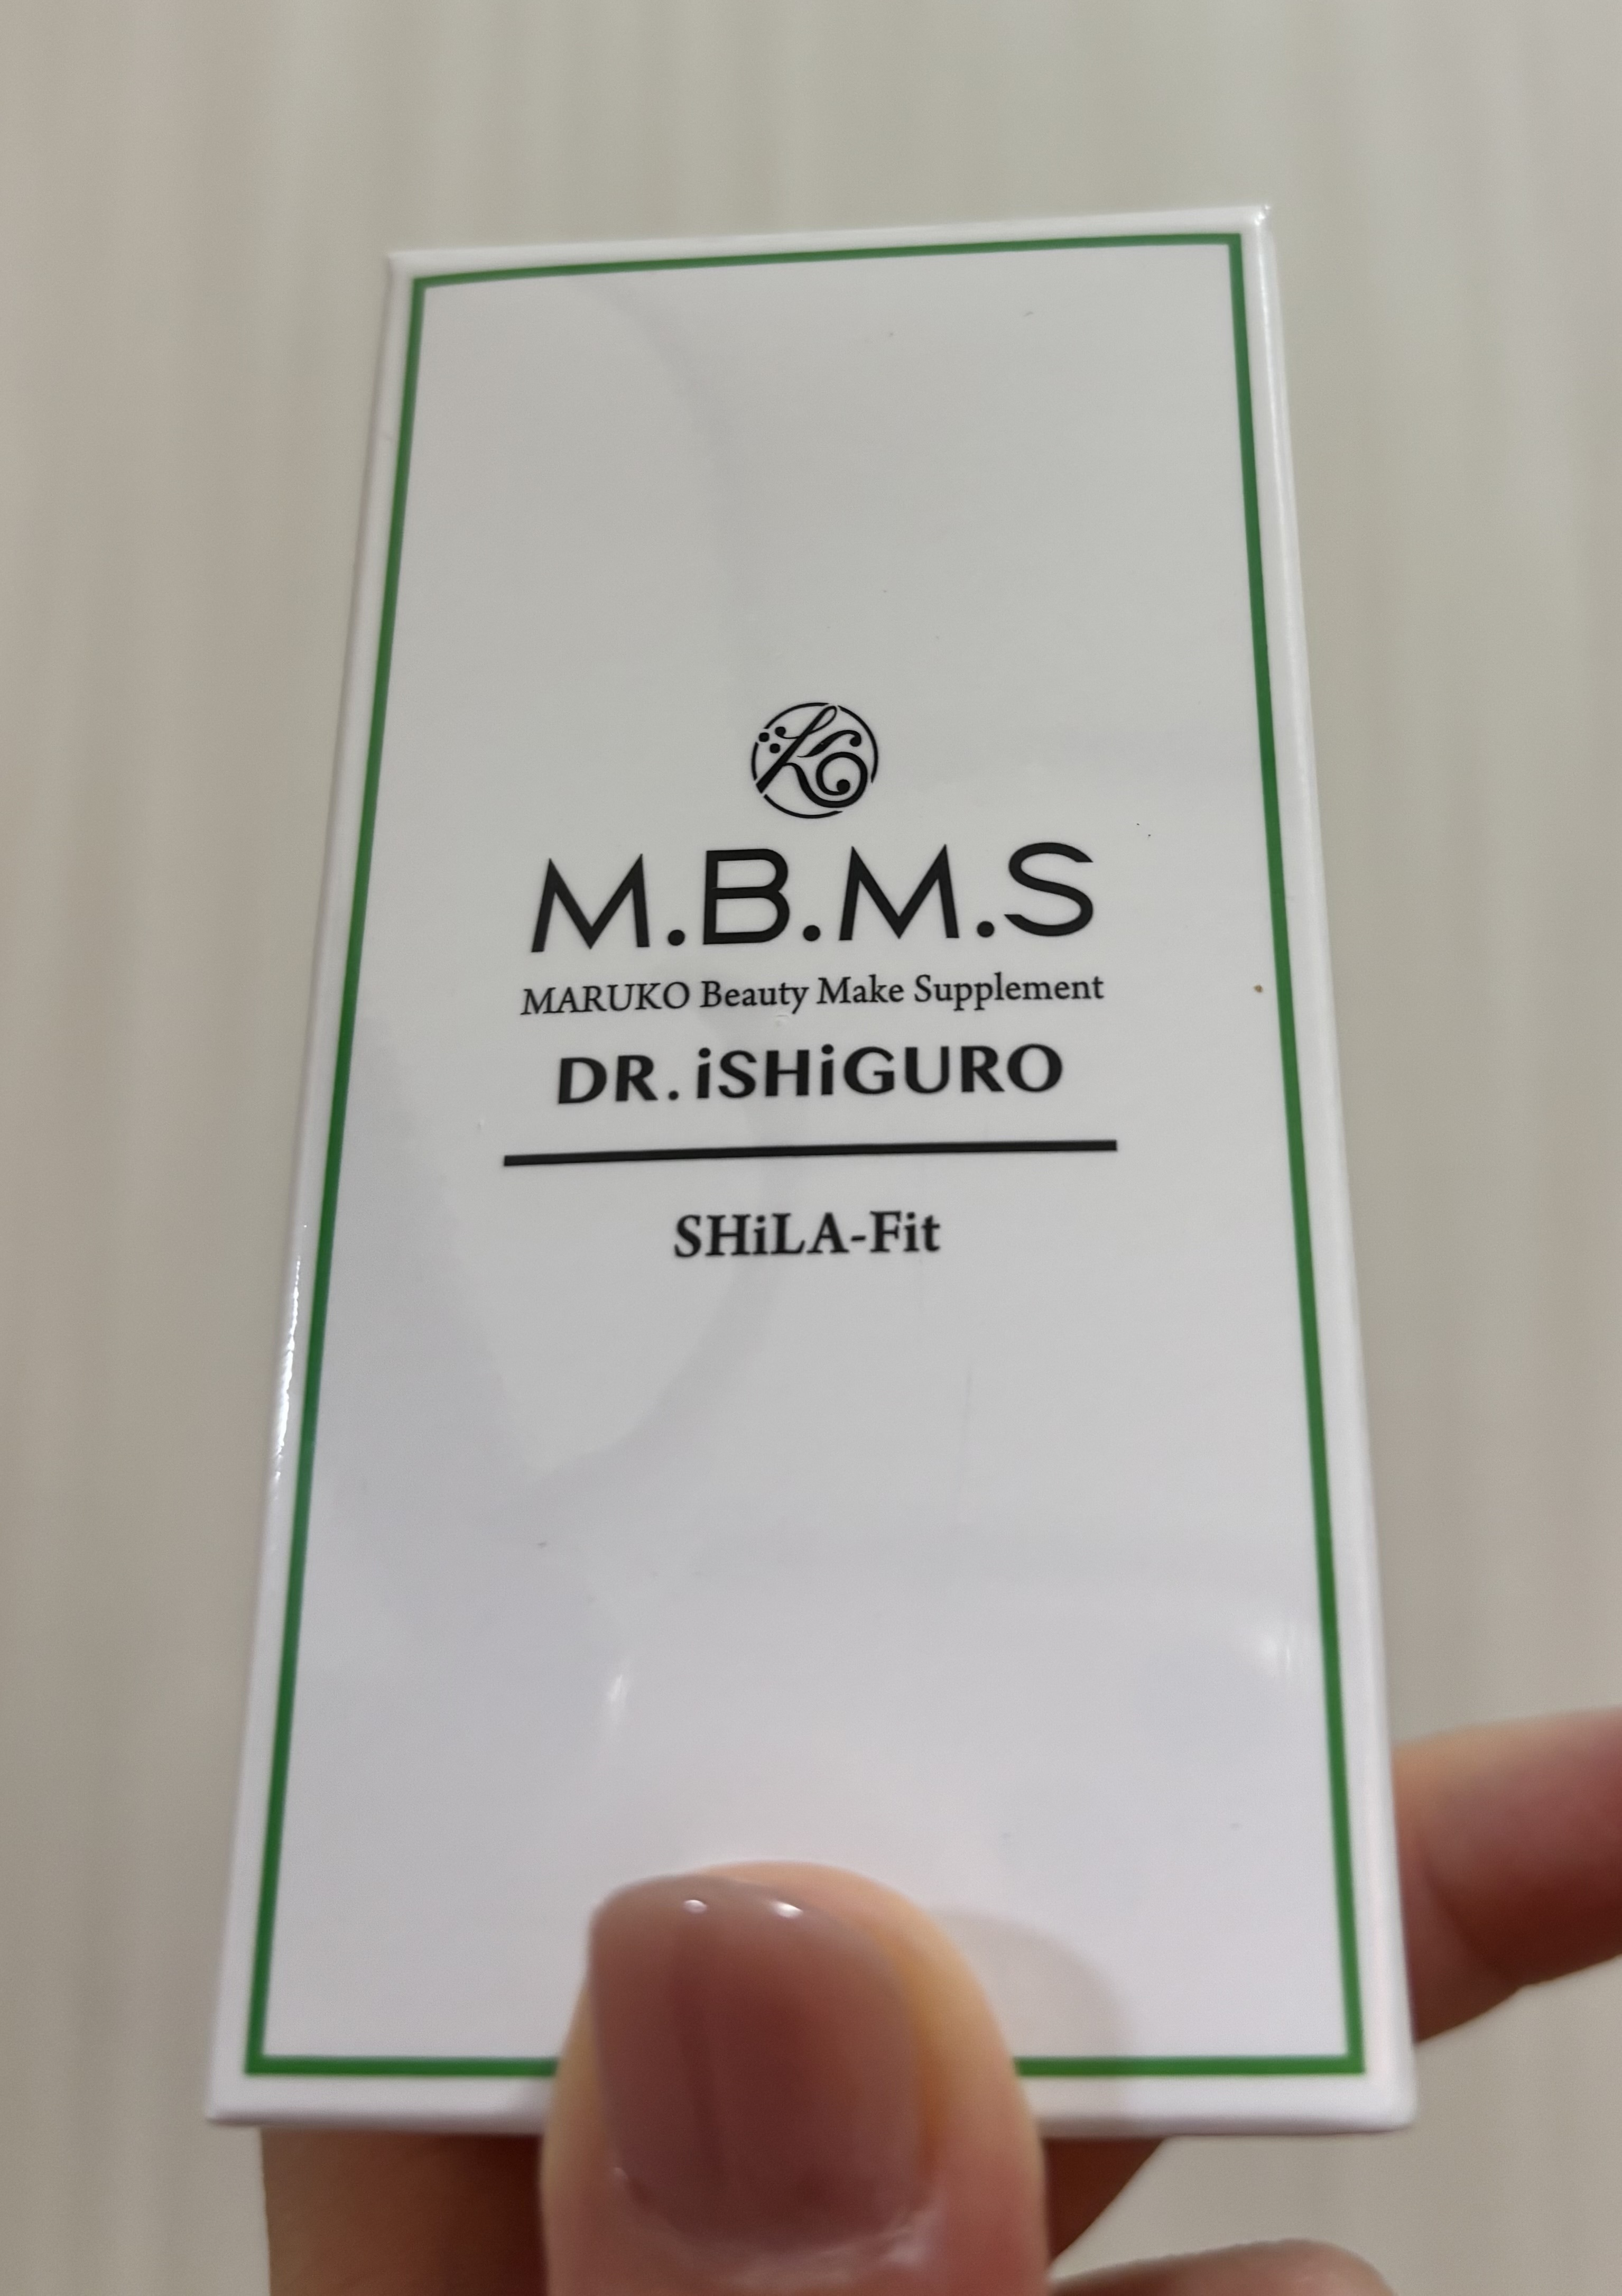 M.B.M.S
MARUKO Beauty Make Supplement
DR. iSHiGURO
SHiLA-Fit